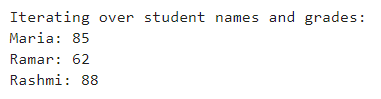 Iterating over student names and grades:
Maria: 85
Ramar: 62
Rashmi: 88